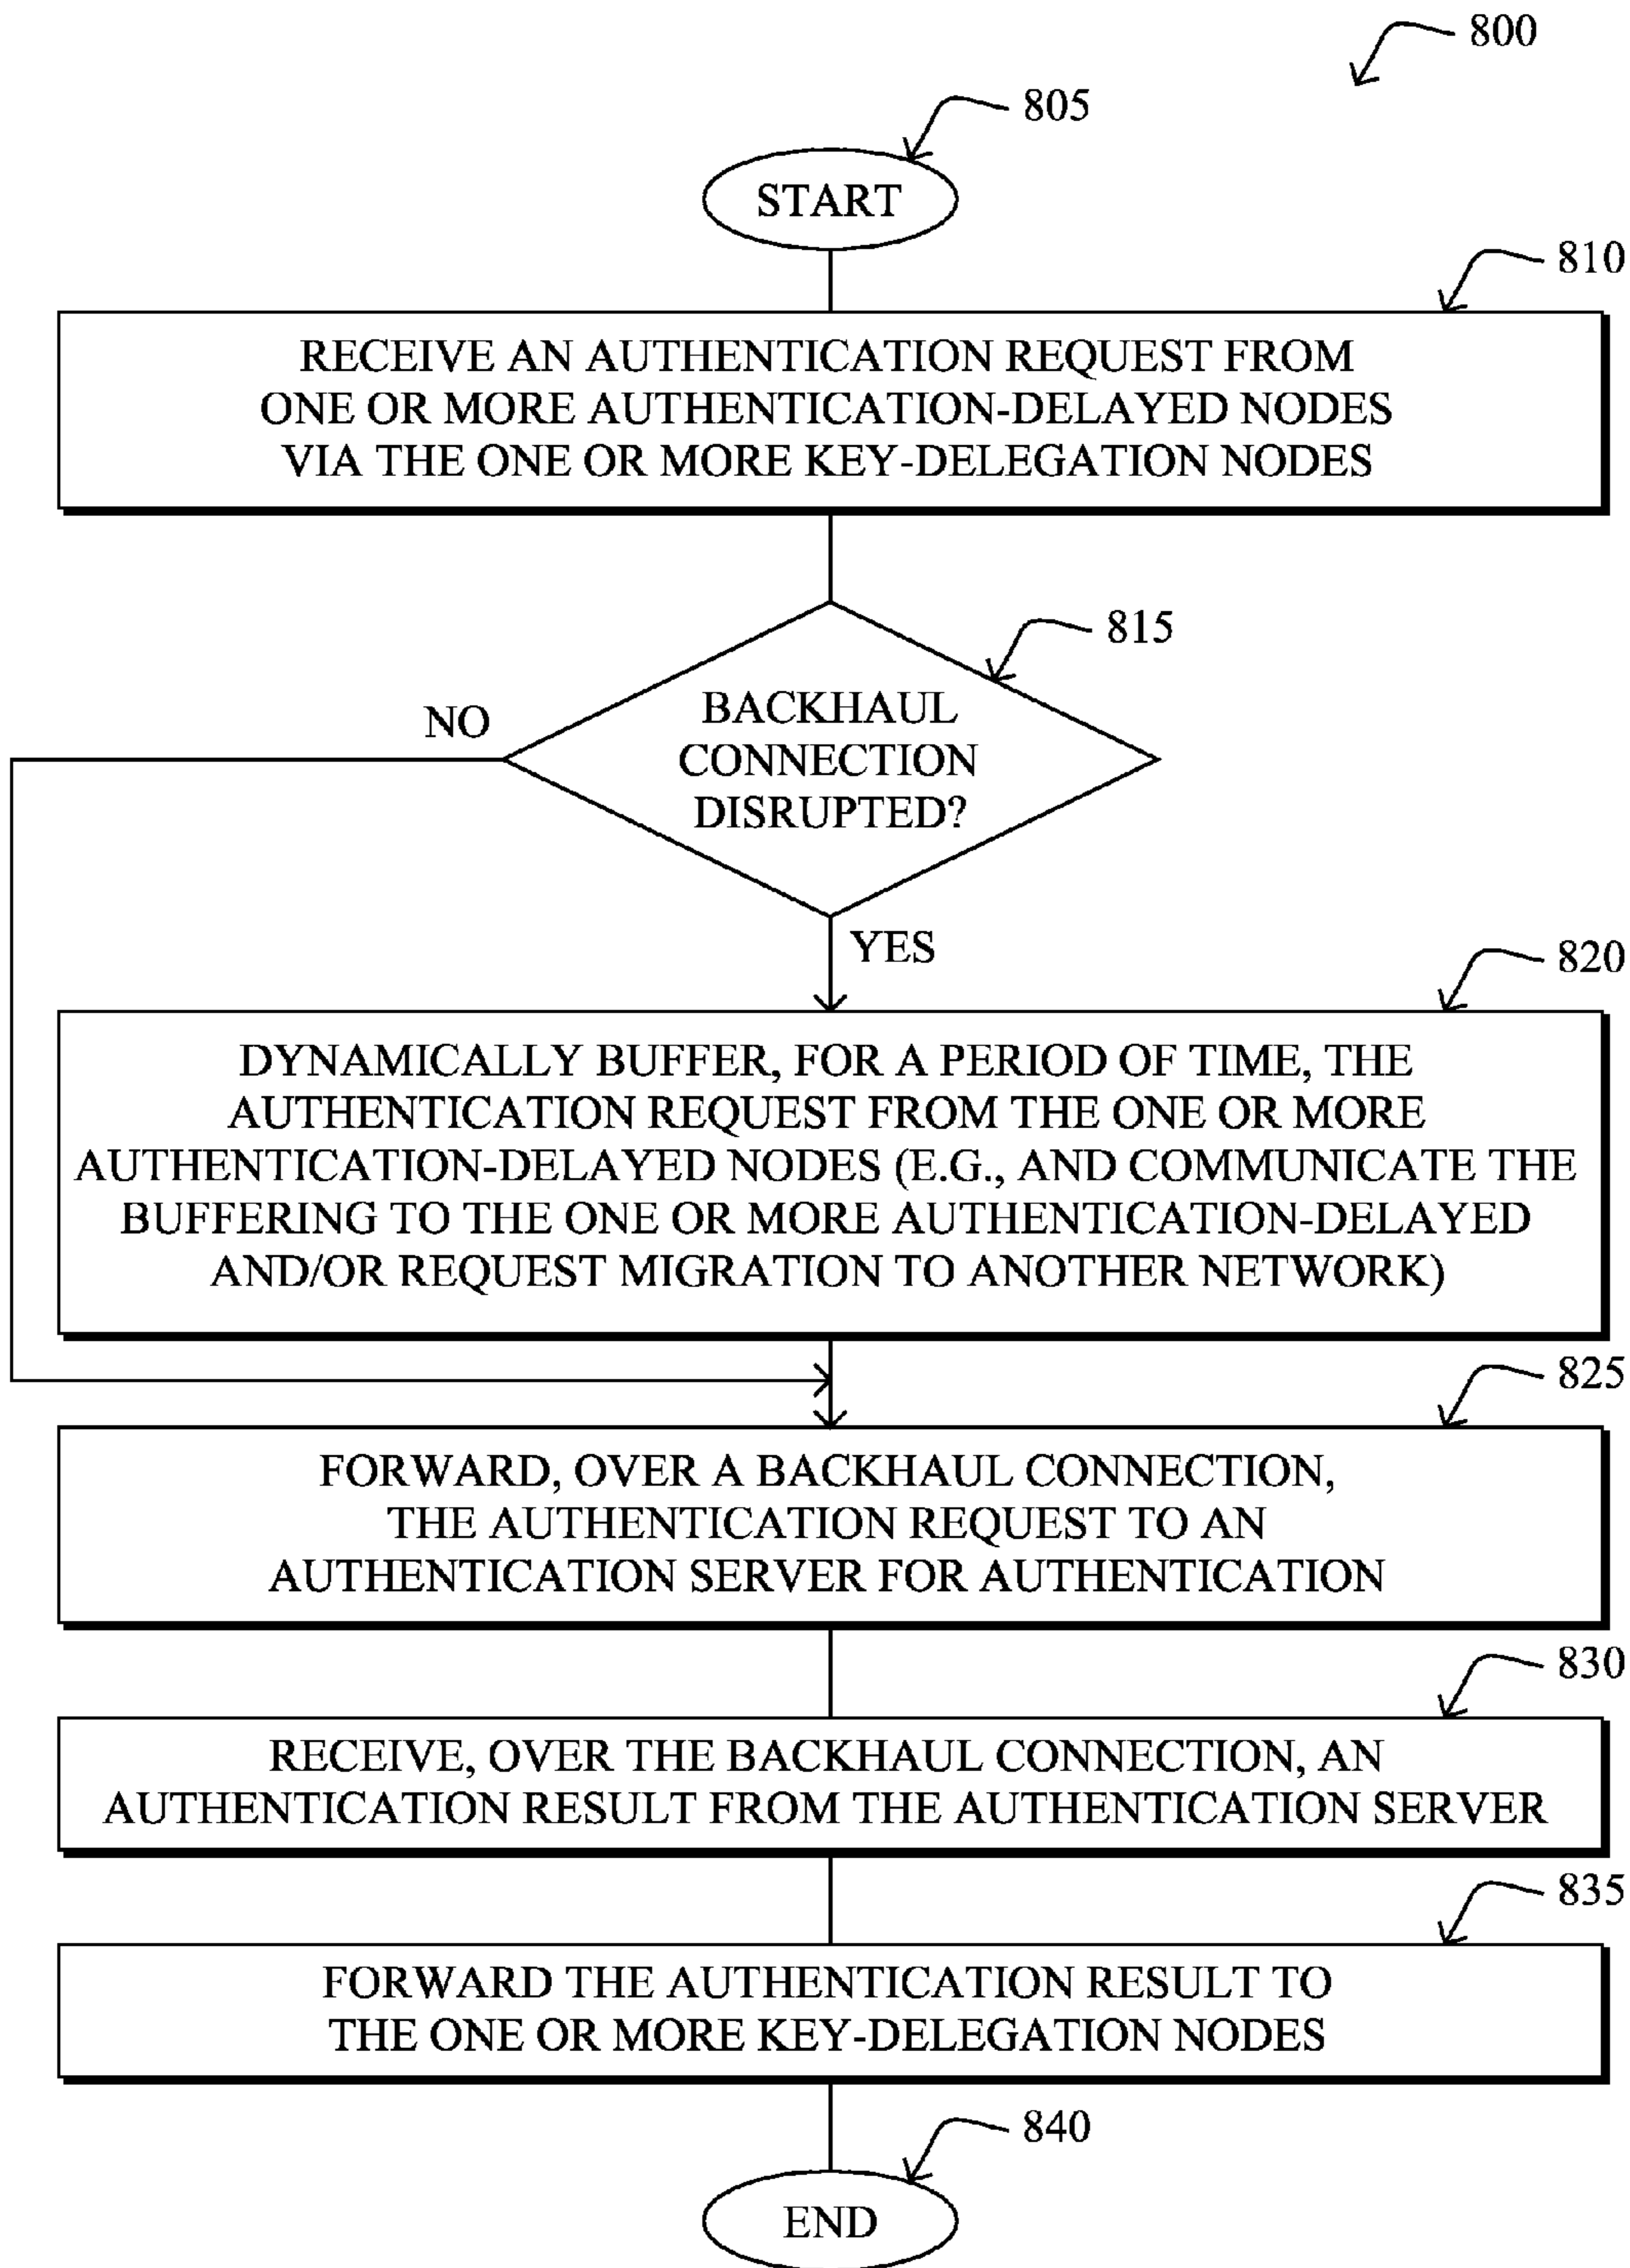 800
805
START
810
RECEIVE AN AUTHENTICATION REQUEST FROM
ONE OR MORE AUTHENTICATION-DELAYED NODES
VIA THE ONE OR MORE KEY-DELEGATION NODES
815
NO
BACKHAUL
CONNECTION
DISRUPTED?
YES
820
DYNAMICALLY BUFFER, FOR A PERIOD OF TIME, THE
AUTHENTICATION REQUEST FROM THE ONE OR MORE
AUTHENTICATION-DELAYED NODES (E.G., AND COMMUNICATE THE
BUFFERING TO THE ONE OR MORE AUTHENTICATION-DELAYED
AND/OR REQUEST MIGRATION TO ANOTHER NETWORK)
825
FORWARD, OVER A BACKHAUL CONNECTION,
THE AUTHENTICATION REQUEST TO AN
AUTHENTICATION SERVER FOR AUTHENTICATION
830
RECEIVE, OVER THE BACKHAUL CONNECTION, AN
AUTHENTICATION RESULT FROM THE AUTHENTICATION SERVER
835
FORWARD THE AUTHENTICATION RESULT TO
THE ONE OR MORE KEY-DELEGATION NODES
840
END